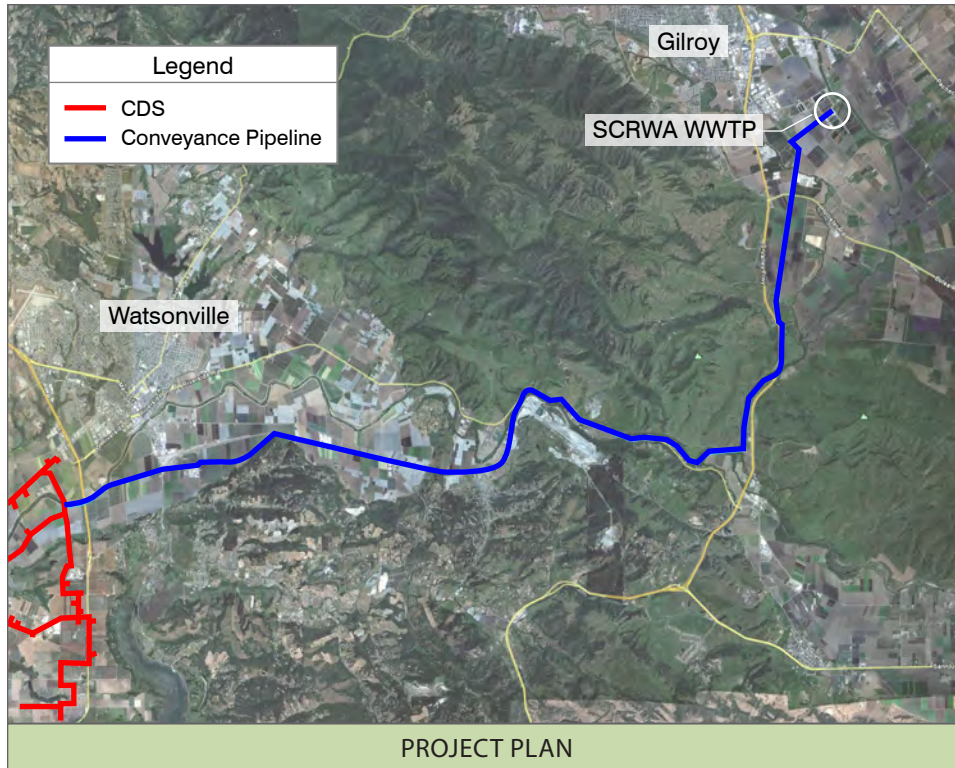 Legend
CDS
Conveyance Pipeline
Gilroy
SCRWA WWTP
Watsonville
PROJECT PLAN